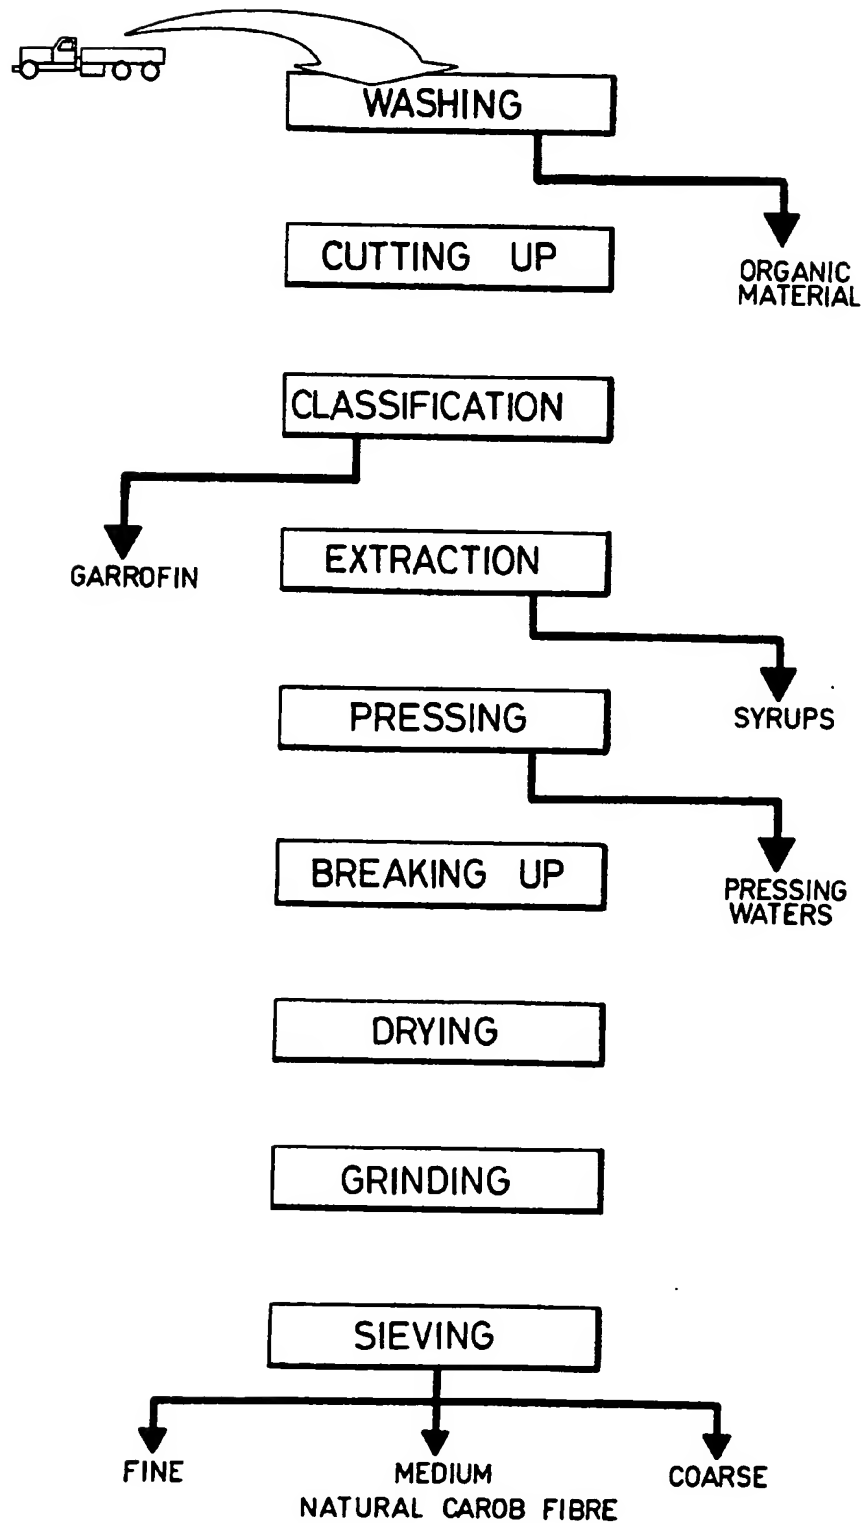 WASHING
ORGANIC
MATERIAL
CUTTING UP
CLASSIFICATION
GARROFIN
EXTRACTION
SYRUPS
PRESSING
PRESSING
WATERS
BREAKING UP
DRYING
GRINDING
SIEVING
FINE
MEDIUM
COARSE
NATURAL CAROB FIBRE